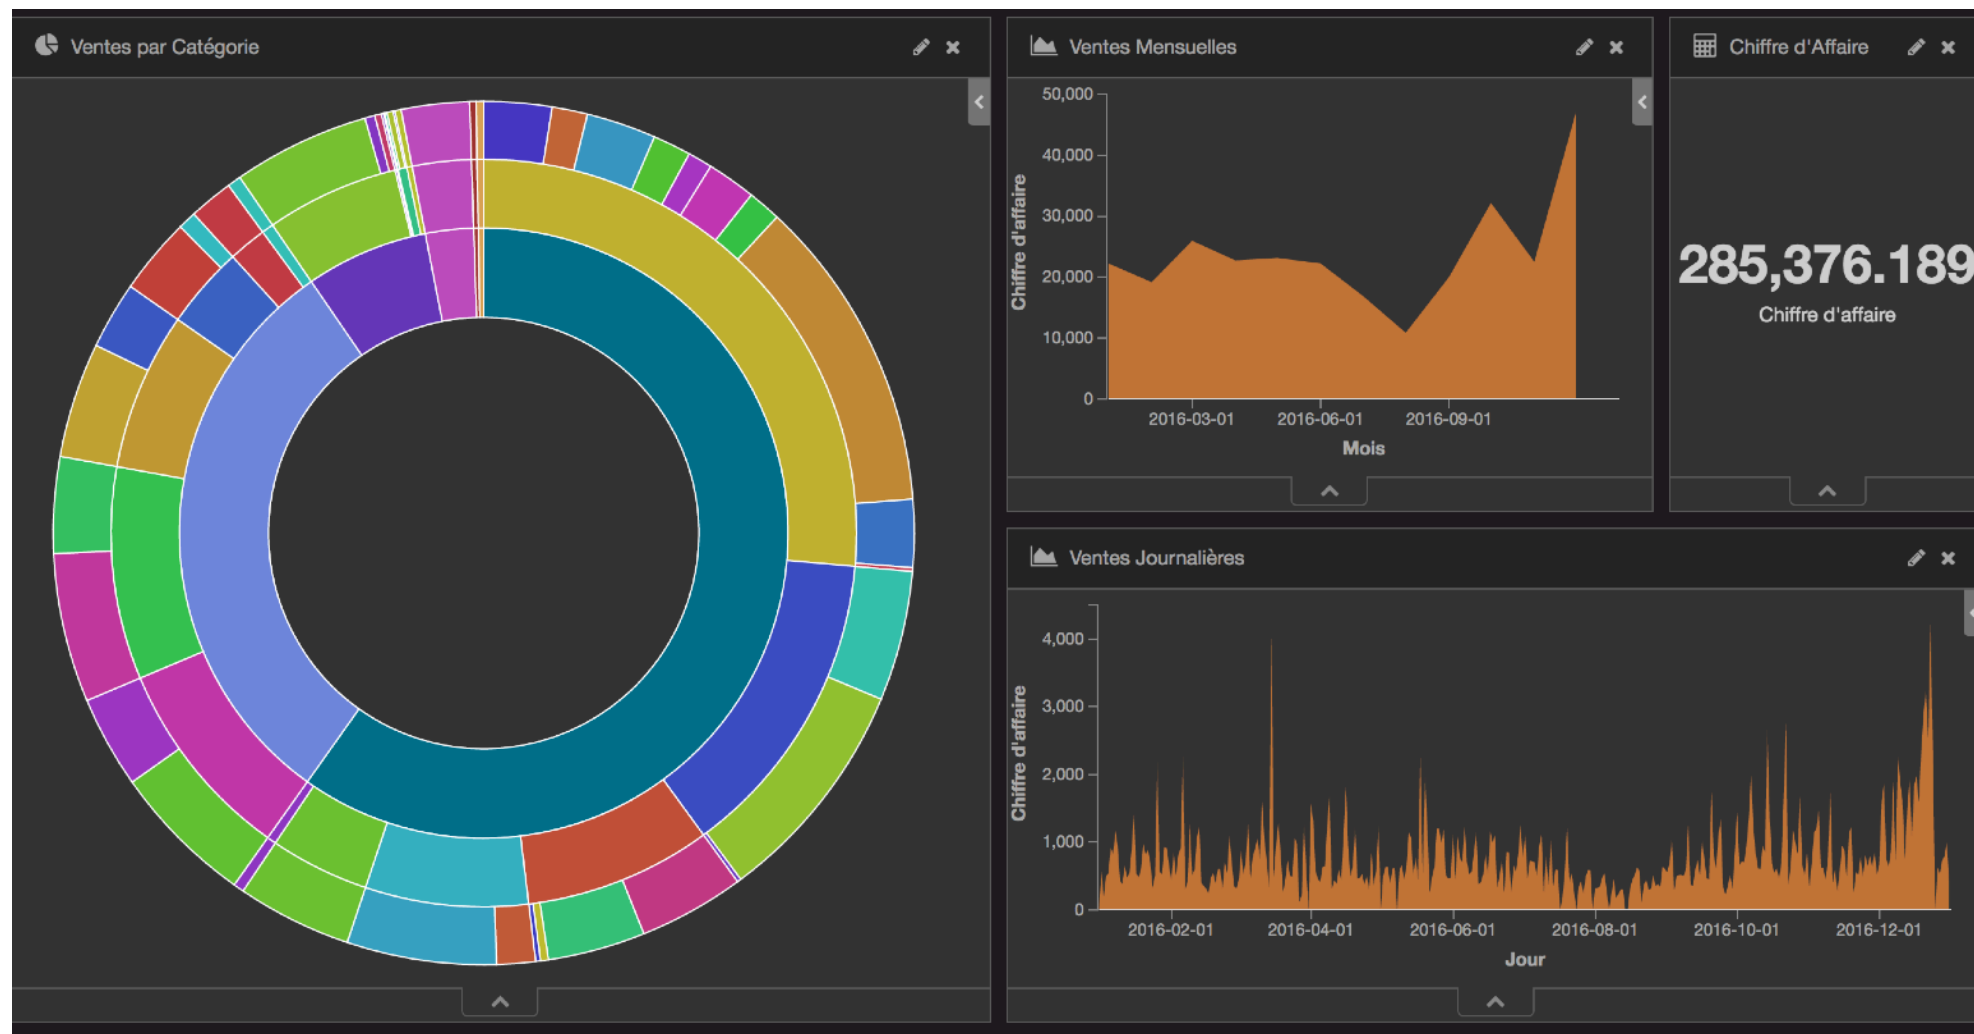 Ventes par Catégorie
Ventes Mensuelles
50,000
40,000
30,000
20,000
10,000
0
Chiffre d'affaire
2016-03-01
2016-06-01
2016-09-01
Mois
Chiffre d'Affaire
285,376.189
Chiffre d'affaire
Ventes Journalières
4,000
3,000
2,000
1,000
0
Chiffre d'affaire
2016-02-01
2016-04-01
2016-06-01
2016-08-01
2016-10-01
2016-12-01
Jour